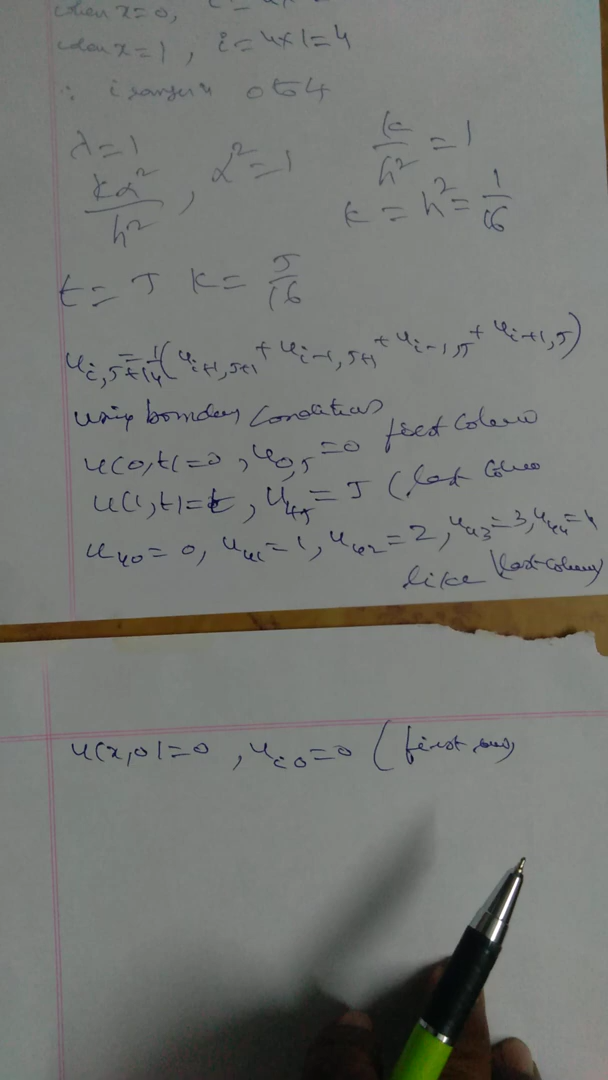 when x=0, i=4x
when x=1, i=4×1=4
∴ i ranges 0 to 4
λ=1
kα²/h², α²=1
k/h²=1
k=h²=1/16
t=J k=J/16
u_{i,J+1}=1/4(u_{i+1,J+1}+u_{i-1,J+1}+u_{i-1,J}+u_{i+1,J})
using boundary conditions
u(0,t)=0, u_{0,J}=0 first column
u(1,t)=t, u_{4J}=J (last column
u_{40}=0, u_{41}=1, u_{42}=2, u_{43}=3, u_{44}=4
like (last column)
u(x,0)=0, u_{i0}=0 (first row)